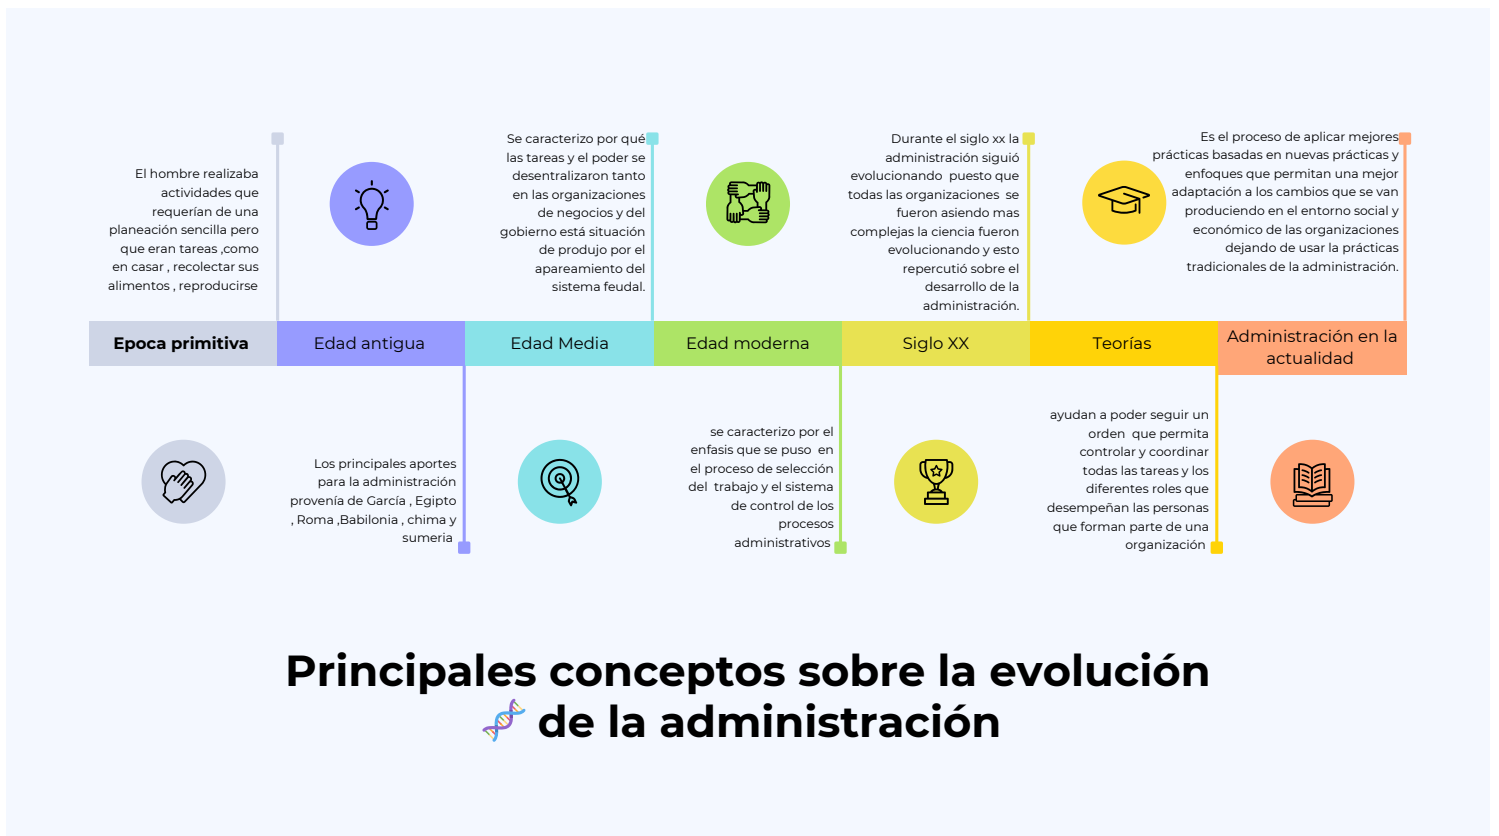 El hombre realizaba
actividades que
requerían de una
planeación sencilla pero
que eran tareas ,como
en casar , recolectar sus
alimentos , reproducirse
Se caracterizo por qué
las tareas y el poder se
desentralizaron tanto
en las organizaciones
de negocios y del
gobierno está situación
de produjo por el
apareamiento del
sistema feudal.
Durante el siglo xx la
administración siguió
evolucionando puesto que
todas las organizaciones se
fueron asiendo mas
complejas la ciencia fueron
evolucionando y esto
repercutió sobre el
desarrollo de la
administración.
Es el proceso de aplicar mejores
prácticas basadas en nuevas prácticas y
enfoques que permitan una mejor
adaptación a los cambios que se van
produciendo en el entorno social y
económico de las organizaciones
dejando de usar la prácticas
tradicionales de la administración.
Epoca primitiva
Edad antigua
Edad Media
Edad moderna
Siglo XX
Teorías
Administración en la
actualidad
Los principales aportes
para la administración
provenía de García , Egipto
, Roma ,Babilonia , chima y
sumeria
se caracterizo por el
enfasis que se puso en
el proceso de selección
del trabajo y el sistema
de control de los
procesos
administrativos
ayudan a poder seguir un
orden que permita
controlar y coordinar
todas las tareas y los
diferentes roles que
desempeñan las personas
que forman parte de una
organización
Principales conceptos sobre la evolución
🧬 de la administración